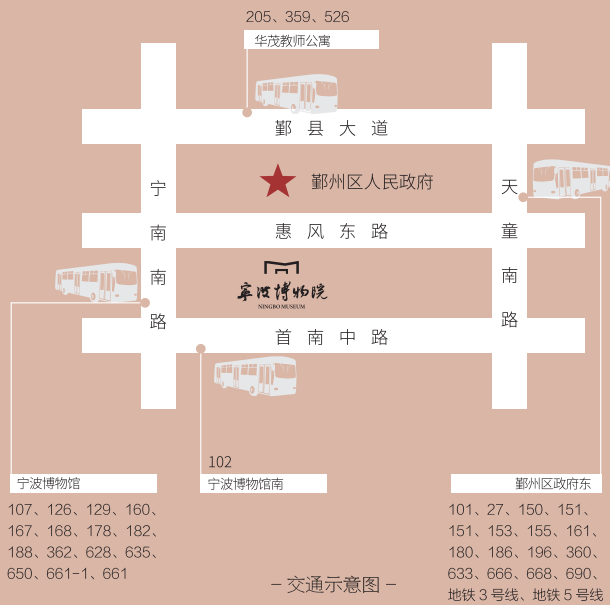 205、359、526
华茂教师公寓
鄞县大道
鄞州区人民政府
宁南南路
天童南路
惠风东路
寧波博物院
NINGBO MUSEUM
首南中路
102
宁波博物馆
宁波博物馆南
鄞州区政府东
107、126、129、160、
167、168、178、182、
188、362、628、635、
650、661-1、661
101、27、150、151、
151、153、155、161、
180、186、196、360、
633、666、668、690、
地铁3号线、地铁5号线
– 交通示意图 –